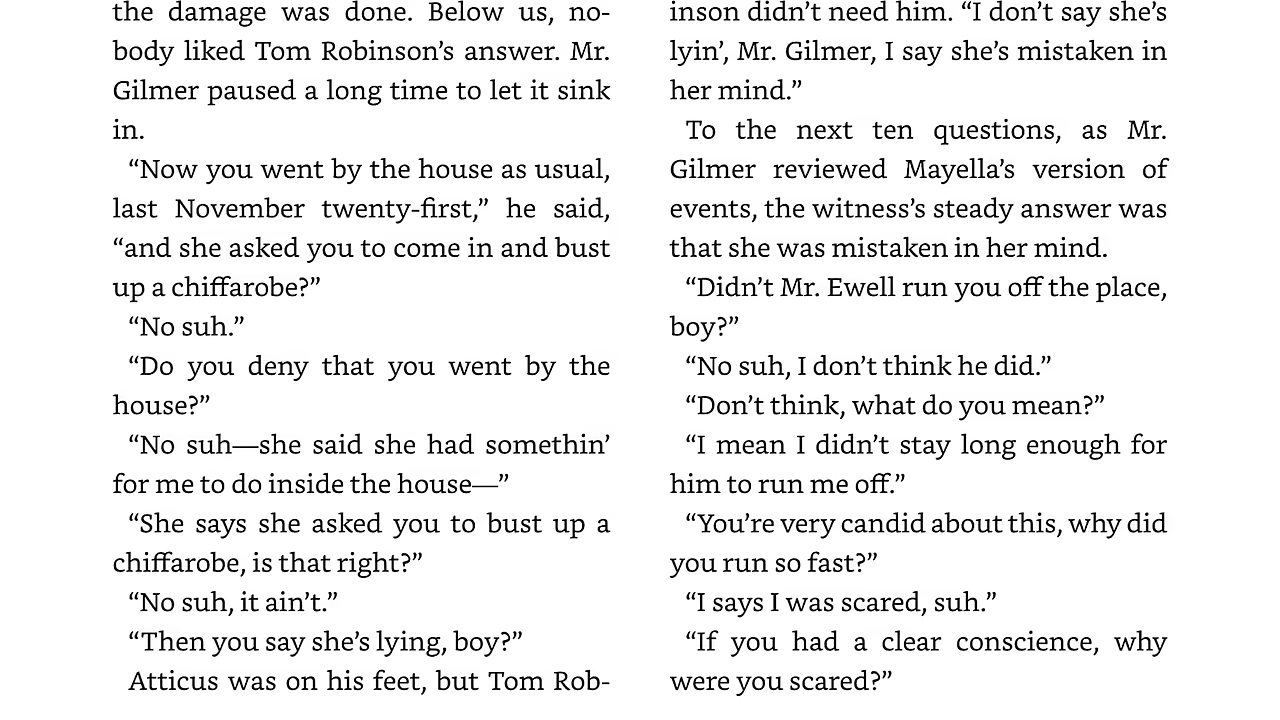 the damage was done. Below us, no-
body liked Tom Robinson’s answer. Mr.
Gilmer paused a long time to let it sink
in.
“Now you went by the house as usual,
last November twenty-first,” he said,
“and she asked you to come in and bust
up a chiffarobe?”
“No suh.”
“Do you deny that you went by the
house?”
“No suh—she said she had somethin’
for me to do inside the house—”
“She says she asked you to bust up a
chiffarobe, is that right?”
“No suh, it ain’t.”
“Then you say she’s lying, boy?”
Atticus was on his feet, but Tom Rob-
inson didn’t need him. “I don’t say she’s
lyin’, Mr. Gilmer, I say she’s mistaken in
her mind.”
To the next ten questions, as Mr.
Gilmer reviewed Mayella’s version of
events, the witness’s steady answer was
that she was mistaken in her mind.
“Didn’t Mr. Ewell run you off the place,
boy?”
“No suh, I don’t think he did.”
“Don’t think, what do you mean?”
“I mean I didn’t stay long enough for
him to run me off.”
“You’re very candid about this, why did
you run so fast?”
“I says I was scared, suh.”
“If you had a clear conscience, why
were you scared?”